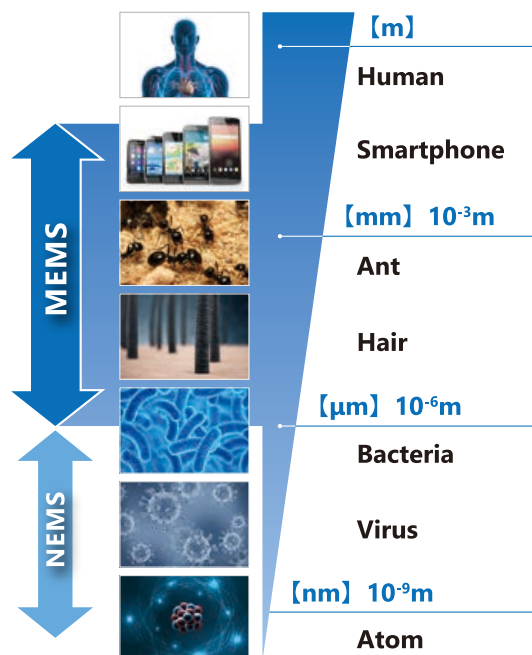 【m】
Human
Smartphone
【mm】 10⁻³m
Ant
MEMS
Hair
【μm】 10⁻⁶m
Bacteria
Virus
NEMS
【nm】 10⁻⁹m
Atom